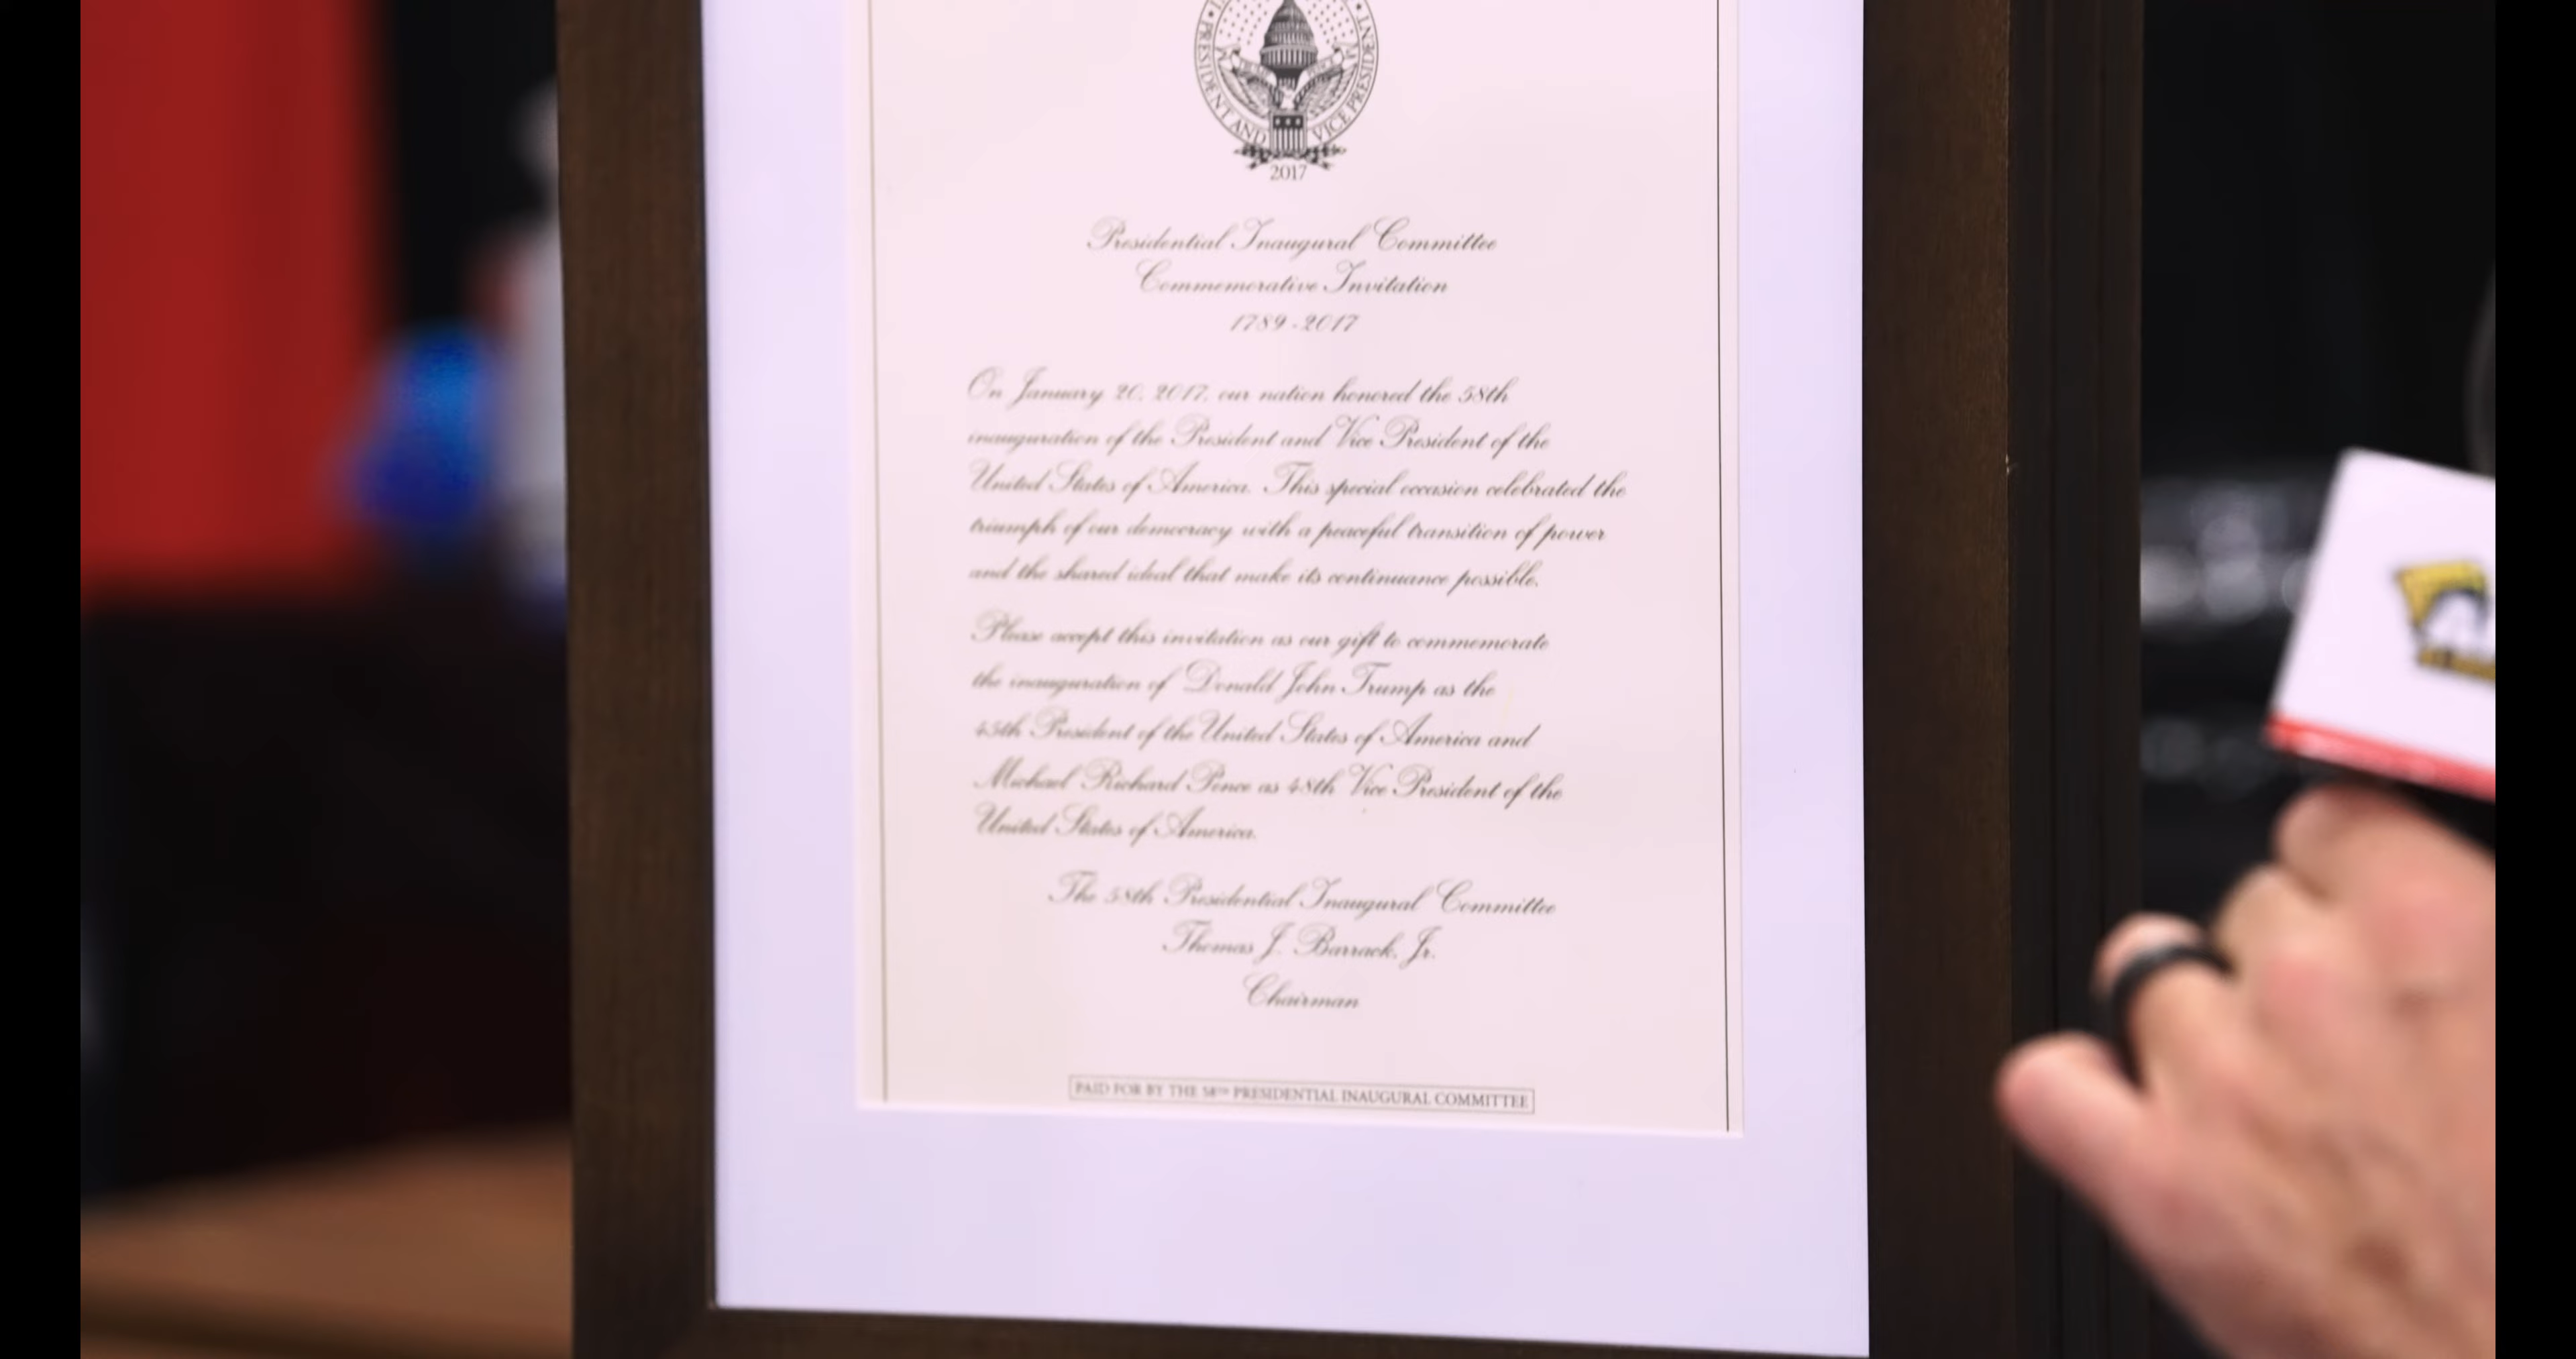 PRESIDENT AND VICE PRESIDENT
2017
Presidential Inaugural Committee
Commemorative Invitation
1789-2017
On January 20, 2017, our nation honored the 58th
inauguration of the President and Vice President of the
United States of America. This special occasion celebrated the
triumph of our democracy with a peaceful transition of power
and the shared ideal that make its continuance possible.
Please accept this invitation as our gift to commemorate
the inauguration of Donald John Trump as the
45th President of the United States of America and
Michael Richard Pence as 48th Vice President of the
United States of America.
The 58th Presidential Inaugural Committee
Thomas J. Barrack, Jr.
Chairman
PAID FOR BY THE 58TH PRESIDENTIAL INAUGURAL COMMITTEE